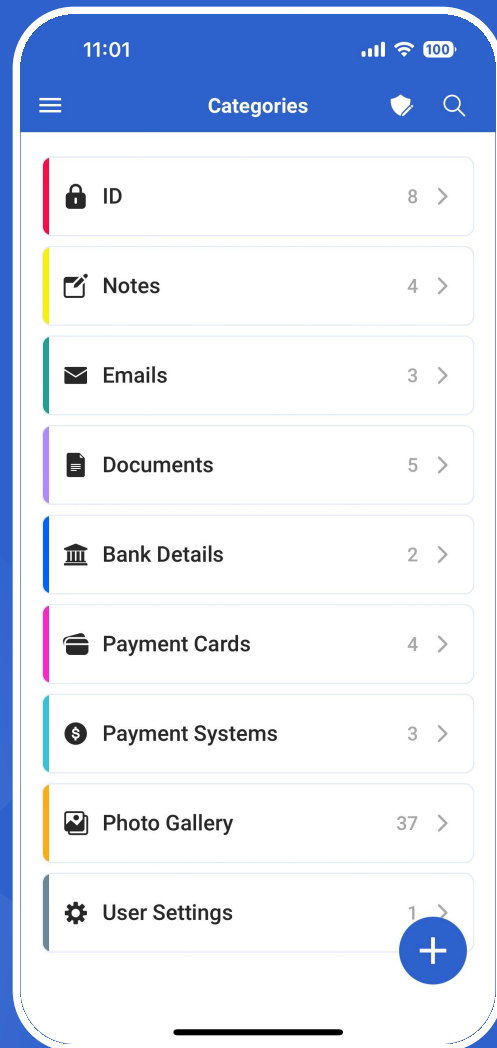 11:01
100
Categories
ID 8
Notes 4
Emails 3
Documents 5
Bank Details 2
Payment Cards 4
Payment Systems 3
Photo Gallery 37
User Settings 1